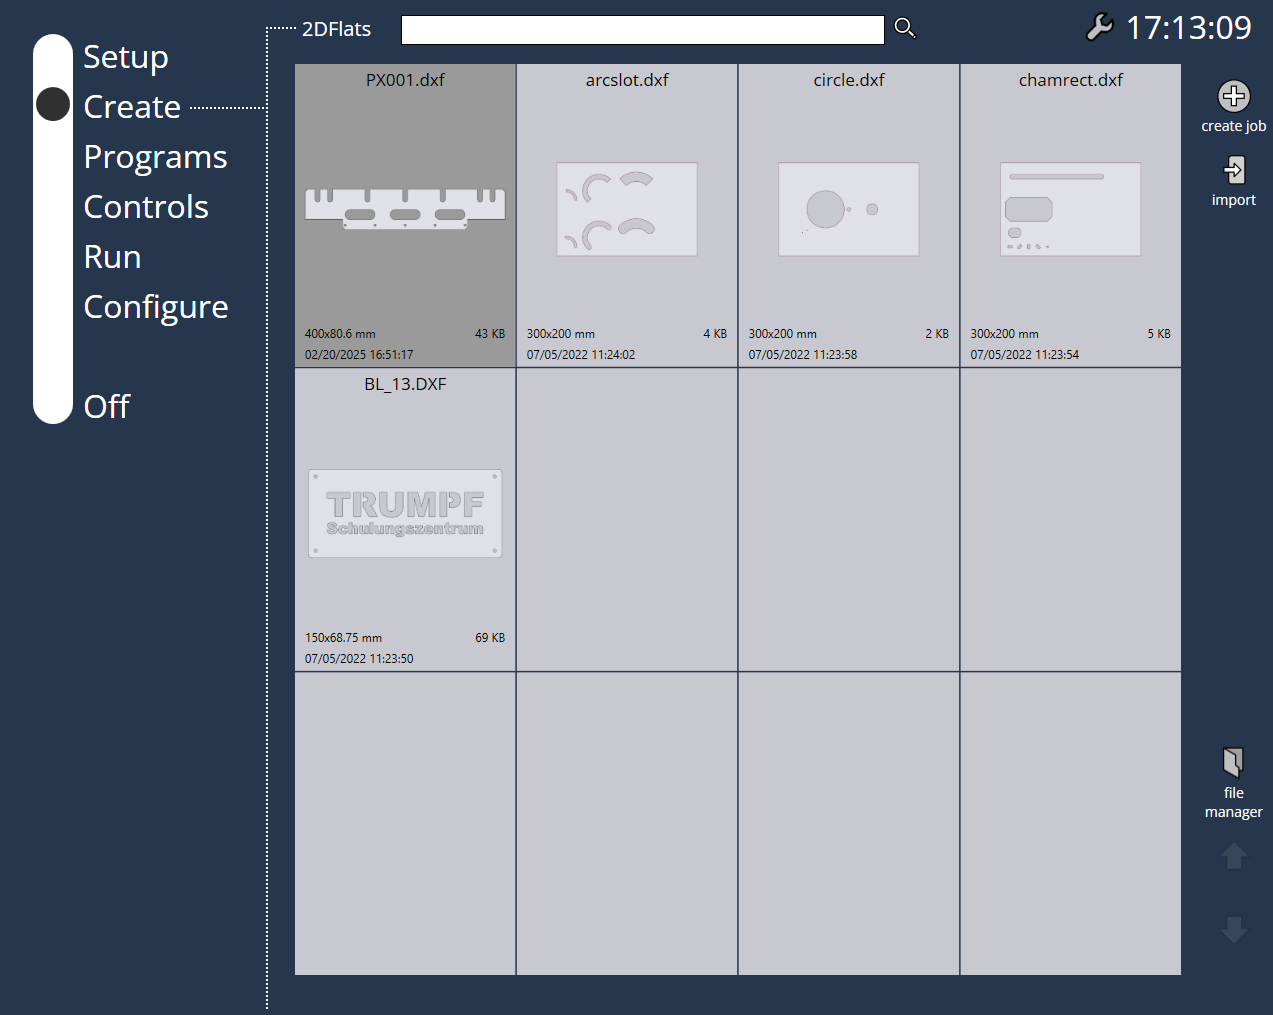 2DFlats
17:13:09
Setup
Create
Programs
Controls
Run
Configure
Off
PX001.dxf
400x80.6 mm 43 KB
02/20/2025 16:51:17
arcslot.dxf
300x200 mm 4 KB
07/05/2022 11:24:02
circle.dxf
300x200 mm 2 KB
07/05/2022 11:23:58
chamrect.dxf
300x200 mm 5 KB
07/05/2022 11:23:54
BL_13.DXF
TRUMPF
Schulungszentrum
150x68.75 mm 69 KB
07/05/2022 11:23:50
create job
import
file
manager